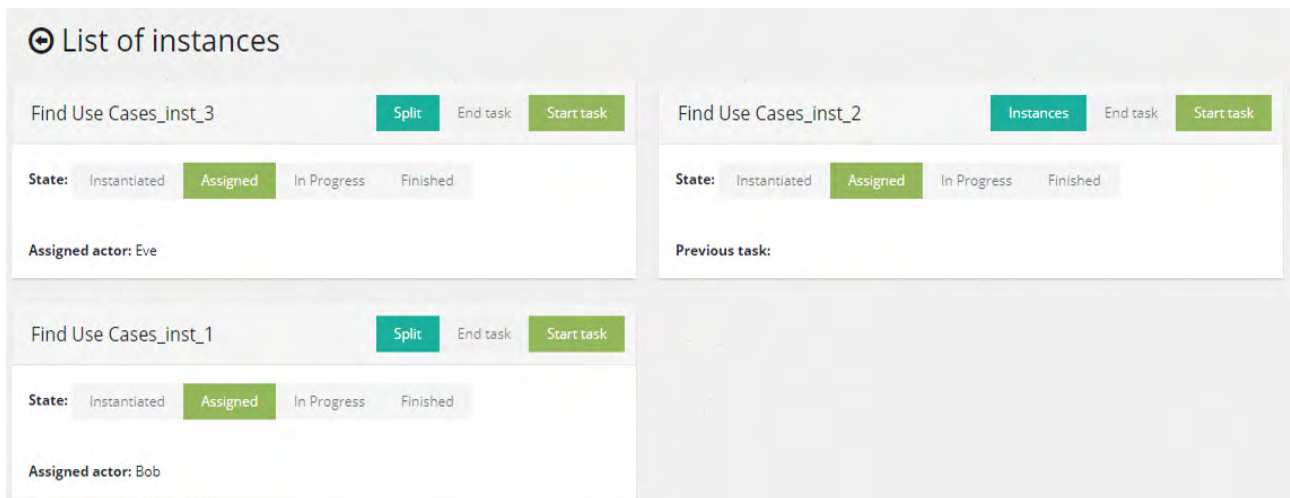 List of instances
Find Use Cases_inst_3 Split End task Start task
State: Instantiated Assigned In Progress Finished
Assigned actor: Eve
Find Use Cases_inst_2 Instances End task Start task
State: Instantiated Assigned In Progress Finished
Previous task:
Find Use Cases_inst_1 Split End task Start task
State: Instantiated Assigned In Progress Finished
Assigned actor: Bob